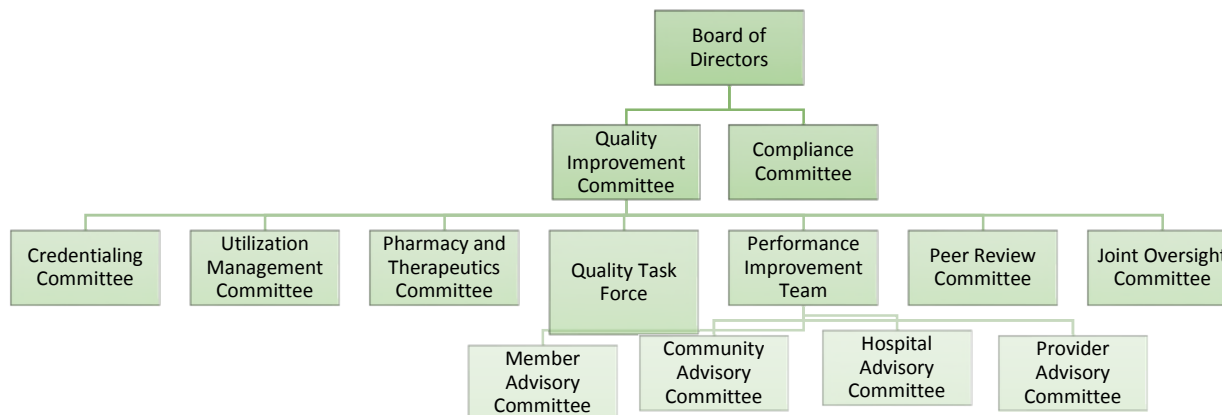 Board of
Directors
Quality
Improvement
Committee
Compliance
Committee
Credentialing
Committee
Utilization
Management
Committee
Pharmacy and
Therapeutics
Committee
Quality Task
Force
Performance
Improvement
Team
Peer Review
Committee
Joint Oversight
Committee
Member
Advisory
Committee
Community
Advisory
Committee
Hospital
Advisory
Committee
Provider
Advisory
Committee